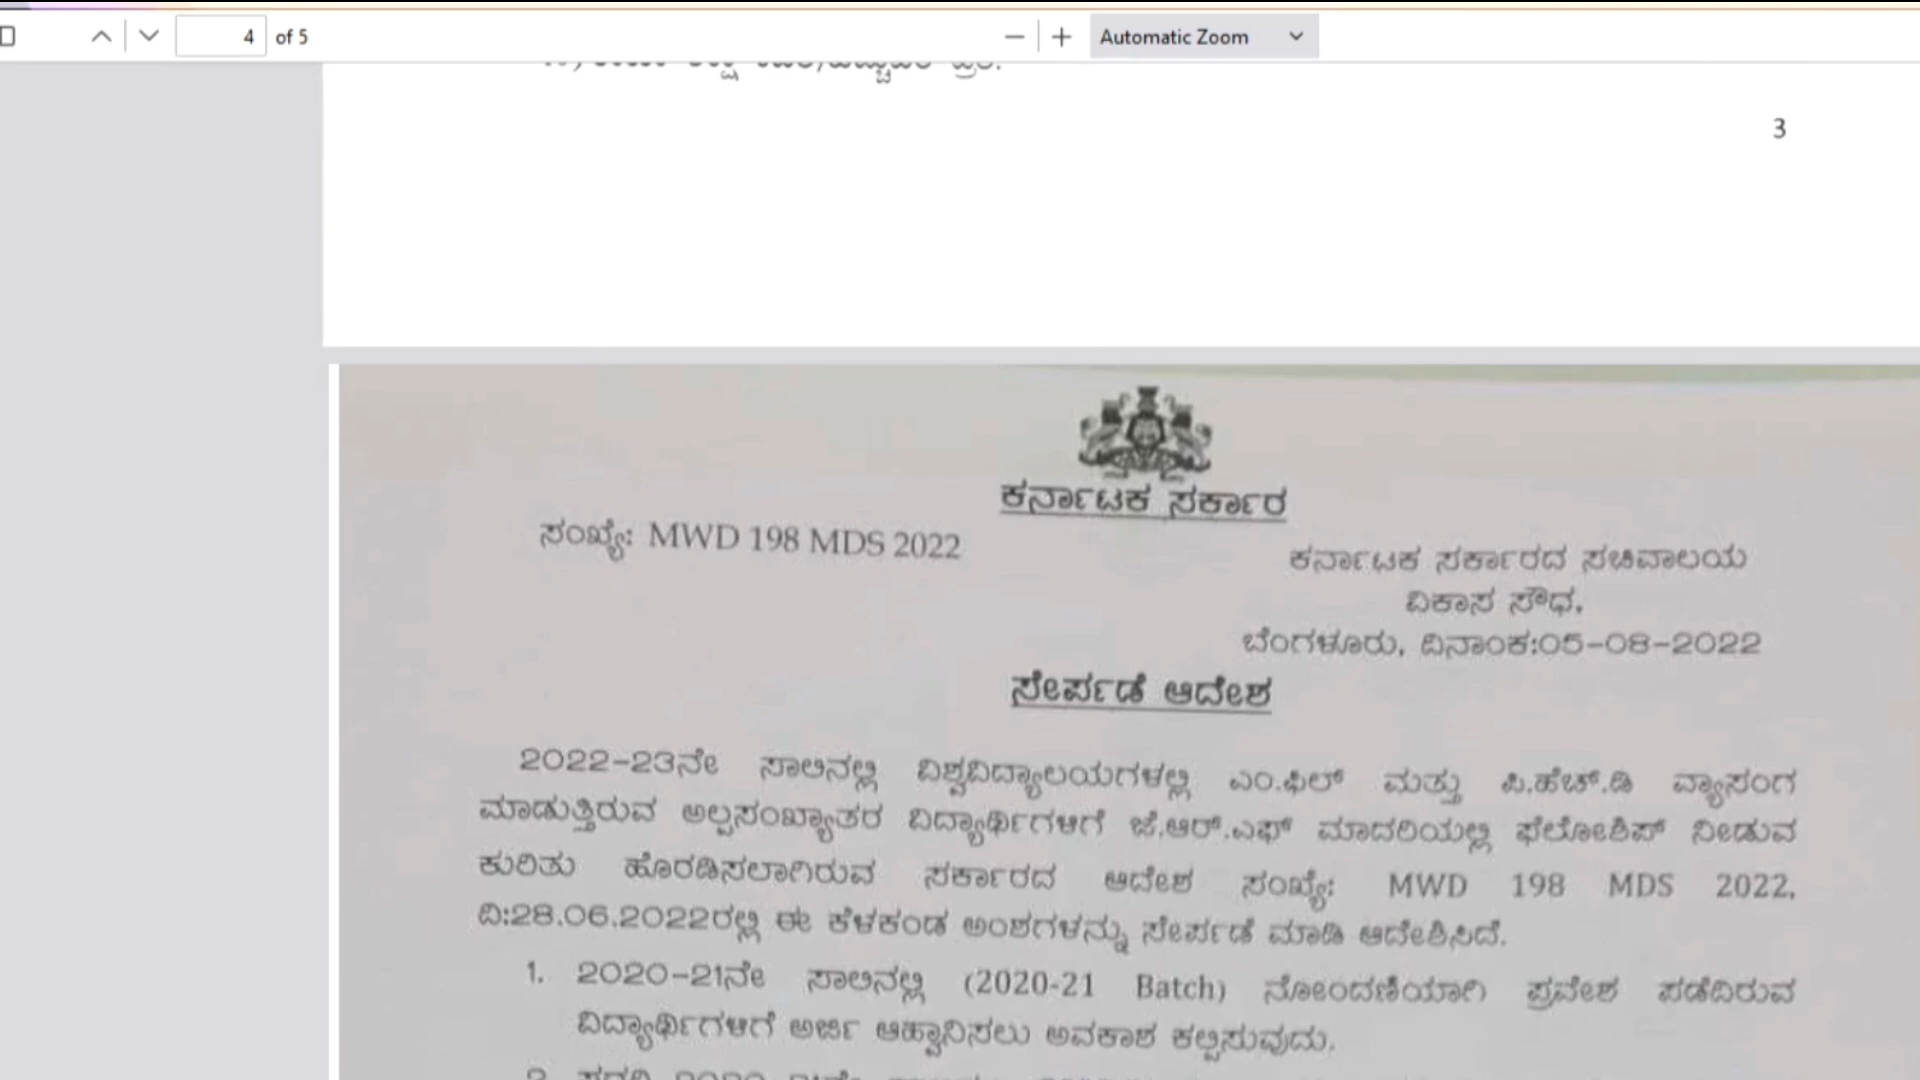 4 of 5
Automatic Zoom
3
ಕರ್ನಾಟಕ ಸರ್ಕಾರ
ಸಂಖ್ಯೆ: MWD 198 MDS 2022
ಕರ್ನಾಟಕ ಸರ್ಕಾರದ ಸಚಿವಾಲಯ
ವಿಕಾಸ ಸೌಧ,
ಬೆಂಗಳೂರು, ದಿನಾಂಕ:05-08-2022
ಸೇರ್ಪಡೆ ಆದೇಶ
2022-23ನೇ ಸಾಲಿನಲ್ಲಿ ವಿಶ್ವವಿದ್ಯಾಲಯಗಳಲ್ಲಿ ಎಂ.ಫಿಲ್ ಮತ್ತು ಪಿ.ಹೆಚ್.ಡಿ ವ್ಯಾಸಂಗ
ಮಾಡುತ್ತಿರುವ ಅಲ್ಪಸಂಖ್ಯಾತರ ವಿದ್ಯಾರ್ಥಿಗಳಿಗೆ ಜೆ.ಆರ್.ಎಫ್ ಮಾದರಿಯಲ್ಲಿ ಫೆಲೋಶಿಪ್ ನೀಡುವ
ಕುರಿತು ಹೊರಡಿಸಲಾಗಿರುವ ಸರ್ಕಾರದ ಆದೇಶ ಸಂಖ್ಯೆ: MWD 198 MDS 2022,
ದಿ:28.06.2022ರಲ್ಲಿ ಈ ಕೆಳಕಂಡ ಅಂಶಗಳನ್ನು ಸೇರ್ಪಡೆ ಮಾಡಿ ಆದೇಶಿಸಿದೆ.
1. 2020-21ನೇ ಸಾಲಿನಲ್ಲಿ (2020-21 Batch) ನೋಂದಣಿಯಾಗಿ ಪ್ರವೇಶ ಪಡೆದಿರುವ
ವಿದ್ಯಾರ್ಥಿಗಳಿಗೆ ಅರ್ಜಿ ಆಹ್ವಾನಿಸಲು ಅವಕಾಶ ಕಲ್ಪಿಸುವುದು.